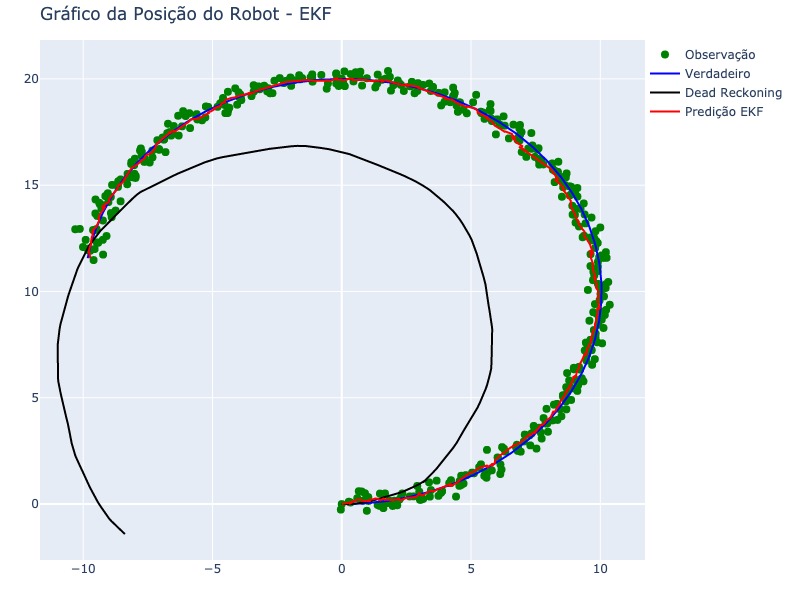 Gráfico da Posição do Robot - EKF
Observação
Verdadeiro
Dead Reckoning
Predição EKF
20
15
10
5
0
−10
−5
0
5
10